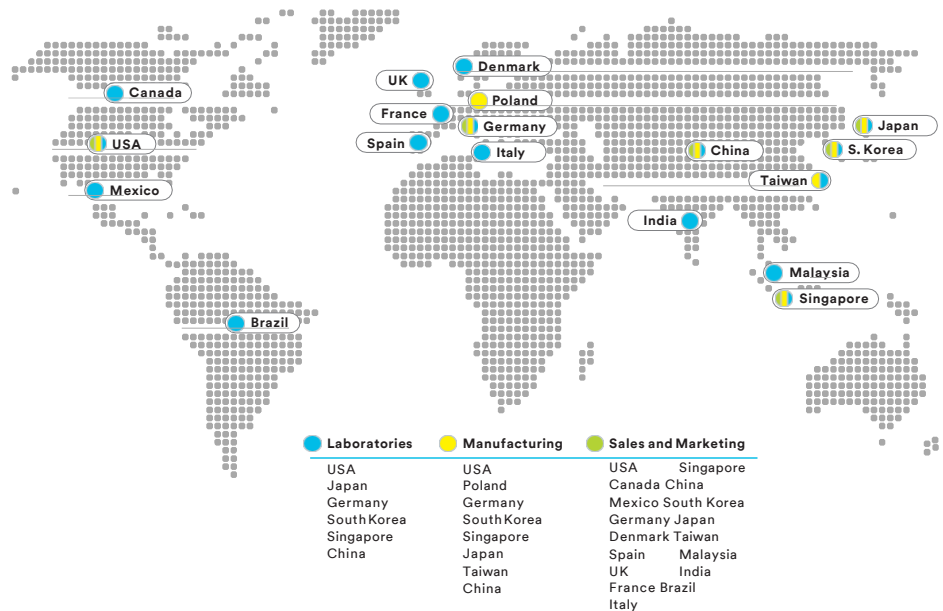 Denmark
UK
Canada
Poland
France
Germany
Japan
USA
Spain
Italy
China
S. Korea
Taiwan
Mexico
India
Malaysia
Singapore
Brazil
Laboratories
USA
Japan
Germany
South Korea
Singapore
China
Manufacturing
USA
Poland
Germany
South Korea
Singapore
Japan
Taiwan
China
Sales and Marketing
USA Singapore
Canada China
Mexico South Korea
Germany Japan
Denmark Taiwan
Spain Malaysia
UK India
France Brazil
Italy